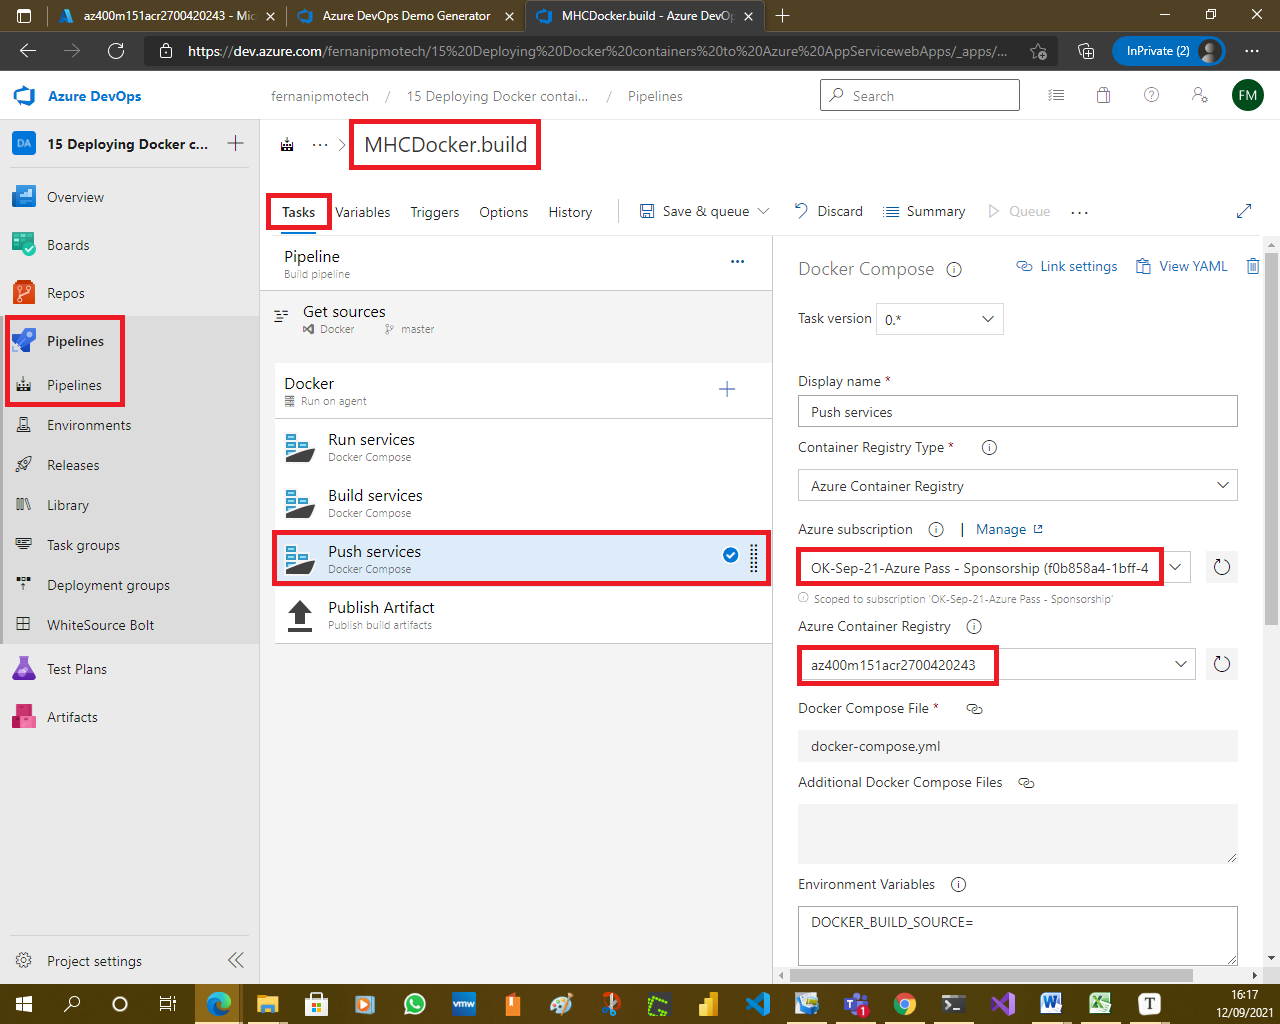 az400m151acr2700420243 - Mic
Azure DevOps Demo Generator
MHCDocker.build - Azure DevOp
https://dev.azure.com/fernanipmotech/15%20Deploying%20Docker%20containers%20to%20Azure%20AppServicewebApps/_apps/...
InPrivate (2)
Azure DevOps
fernanipmotech / 15 Deploying Docker contai... / Pipelines
Search
FM
DA
15 Deploying Docker c...
Overview
Boards
Repos
Pipelines
Pipelines
Environments
Releases
Library
Task groups
Deployment groups
WhiteSource Bolt
Test Plans
Artifacts
Project settings
MHCDocker.build
Tasks
Variables
Triggers
Options
History
Save & queue
Discard
Summary
Queue
Pipeline
Build pipeline
Get sources
Docker
master
Docker
Run on agent
Run services
Docker Compose
Build services
Docker Compose
Push services
Docker Compose
Publish Artifact
Publish build artifacts
Docker Compose
Link settings
View YAML
Task version
0.*
Display name *
Push services
Container Registry Type *
Azure Container Registry
Azure subscription
| Manage
OK-Sep-21-Azure Pass - Sponsorship (f0b858a4-1bff-4
Scoped to subscription 'OK-Sep-21-Azure Pass - Sponsorship'
Azure Container Registry
az400m151acr2700420243
Docker Compose File *
docker-compose.yml
Additional Docker Compose Files
Environment Variables
DOCKER_BUILD_SOURCE=
vmw
1
T
16:17
12/09/2021